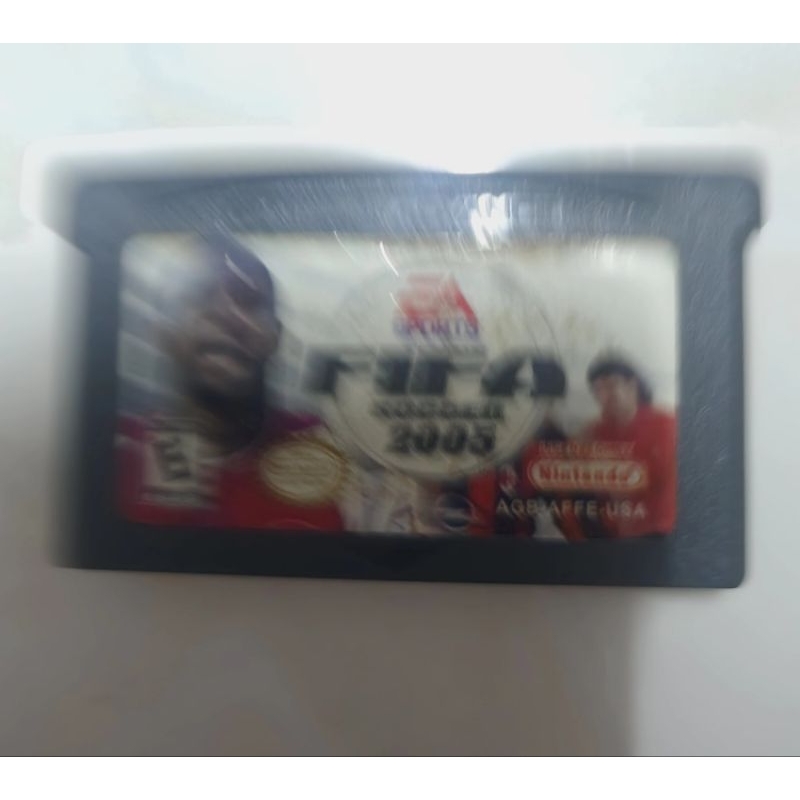 EA
SPORTS
FIFA
SOCCER
2005
E
Nintendo
AGB-AFFE-USA